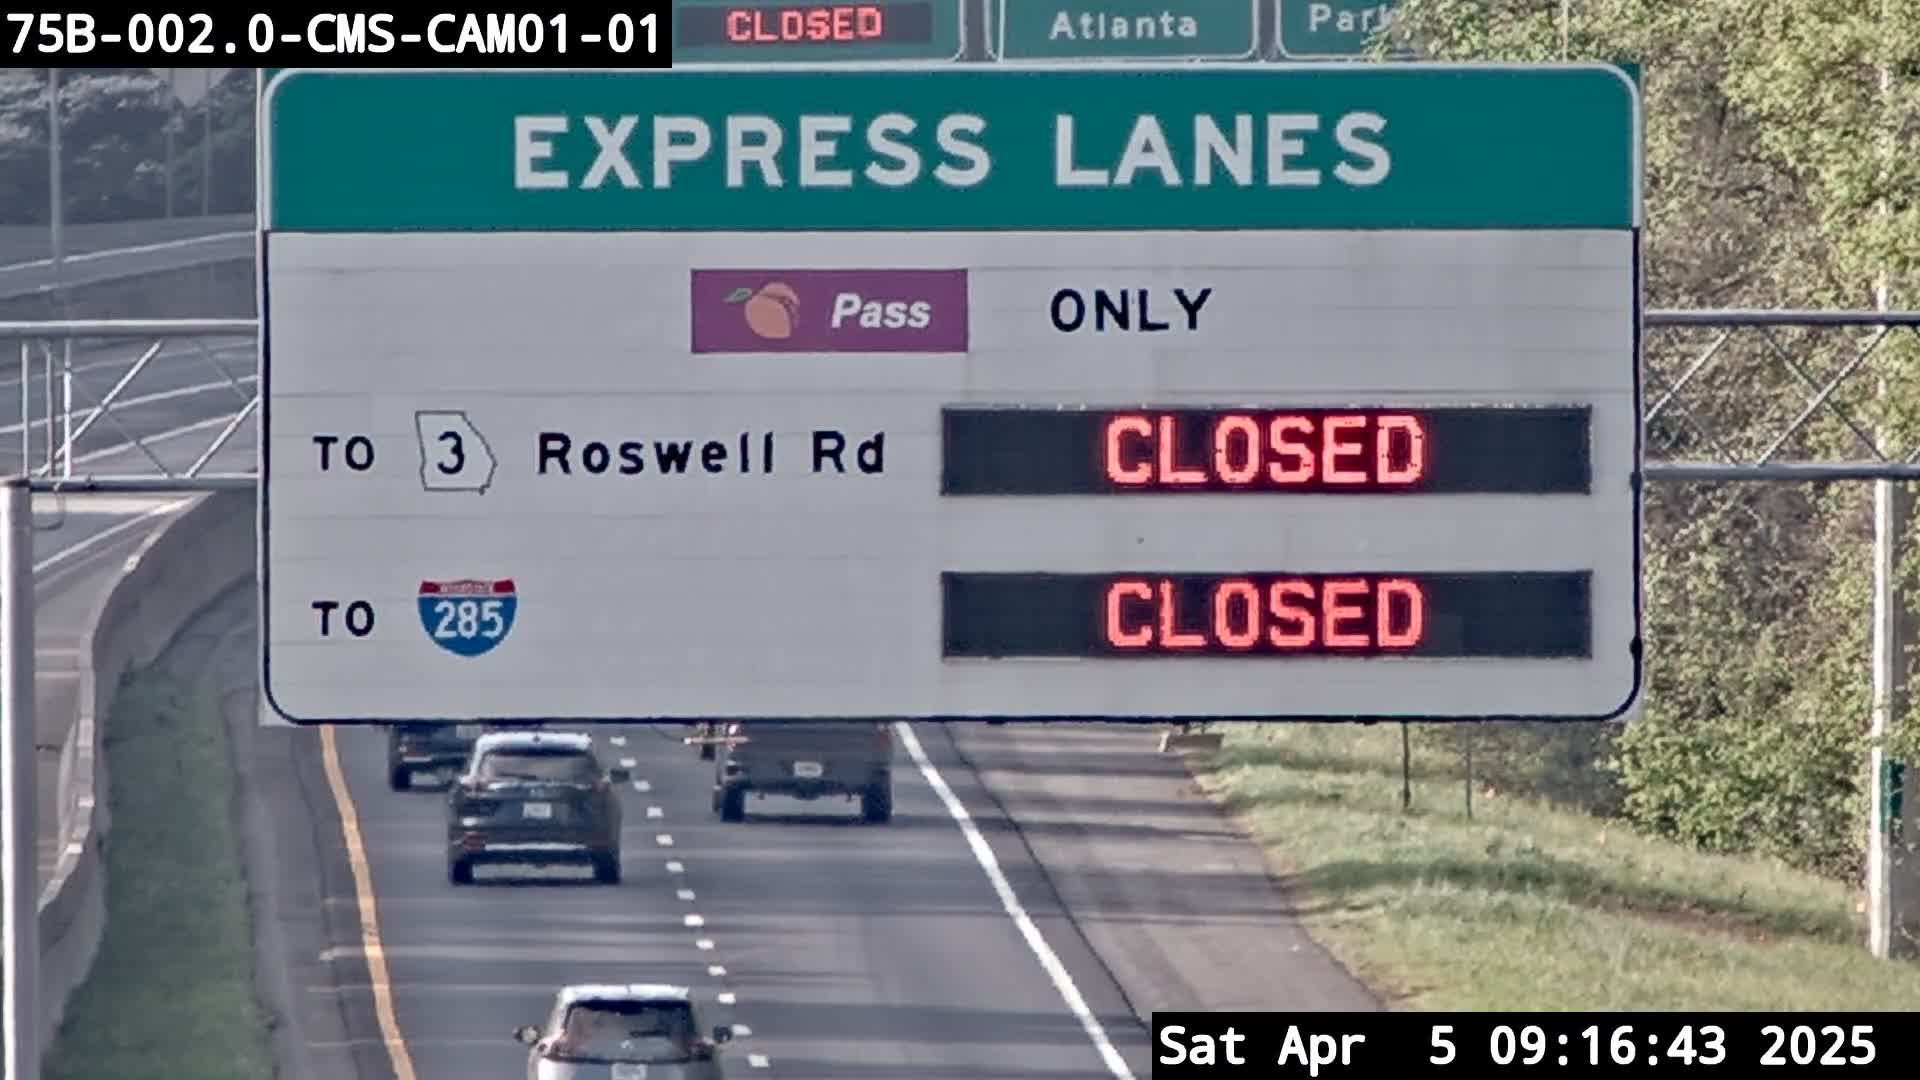 75B-002.0-CMS-CAM01-01
CLOSED
Atlanta
Park
EXPRESS LANES
Pass ONLY
TO 3 Roswell Rd CLOSED
TO 285 CLOSED
Sat Apr 5 09:16:43 2025